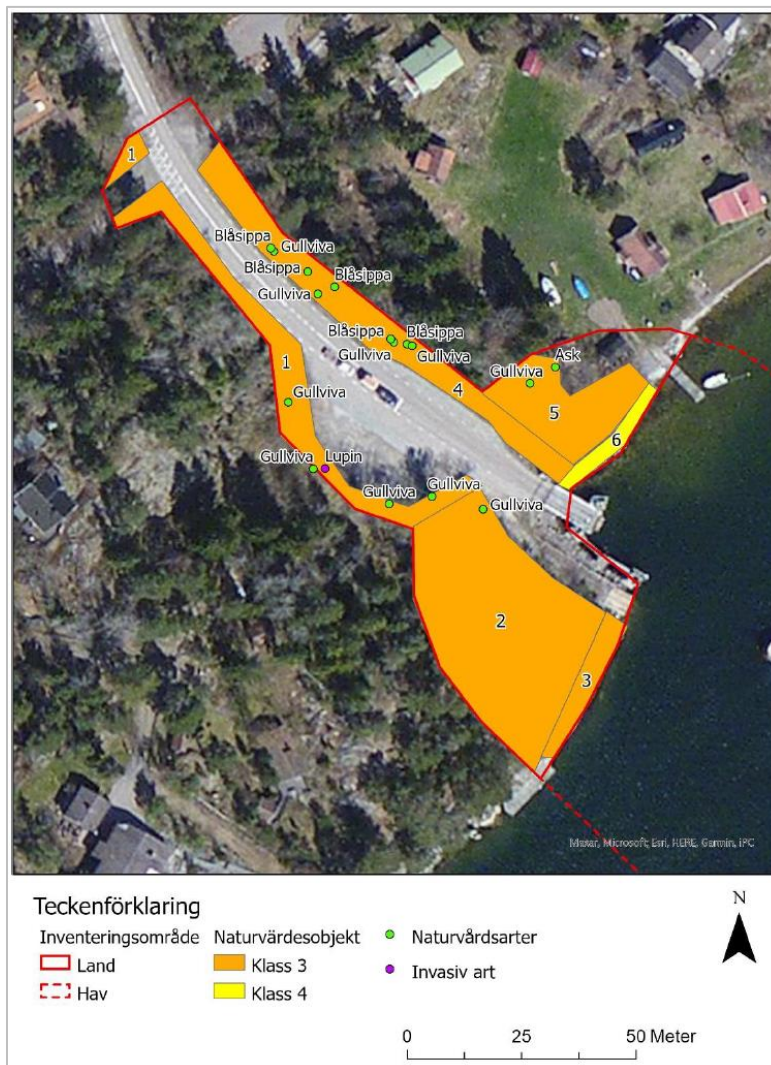 1
Blåsippa
Gullviva
Blåsippa
Blåsippa
Gullviva
Blåsippa
Blåsippa
Gullviva
Gullviva
Ask
Gullviva
1
4
5
Gullviva
6
Gullviva
Lupin
Gullviva
Gullviva
Gullviva
2
3
Maxar, Microsoft, Esri, HERE, Garmin, iPC
Teckenförklaring
Inventeringsområde
Land
Hav
Naturvärdesobjekt
Klass 3
Klass 4
Naturvårdsarter
Invasiv art
N
0 25 50 Meter